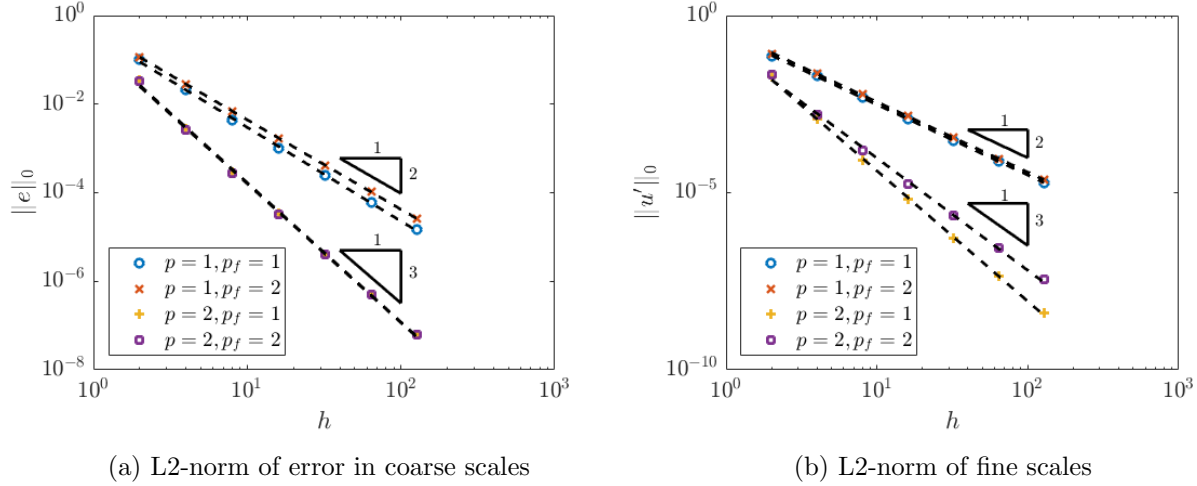 10^0
10^{-2}
10^{-4}
10^{-6}
10^{-8}
||e||_0
1
2
1
3
p = 1, p_f = 1
p = 1, p_f = 2
p = 2, p_f = 1
p = 2, p_f = 2
10^0
10^1
10^2
10^3
h
(a) L2-norm of error in coarse scales
10^0
10^{-5}
10^{-10}
||u'||_0
1
2
1
3
p = 1, p_f = 1
p = 1, p_f = 2
p = 2, p_f = 1
p = 2, p_f = 2
10^0
10^1
10^2
10^3
h
(b) L2-norm of fine scales